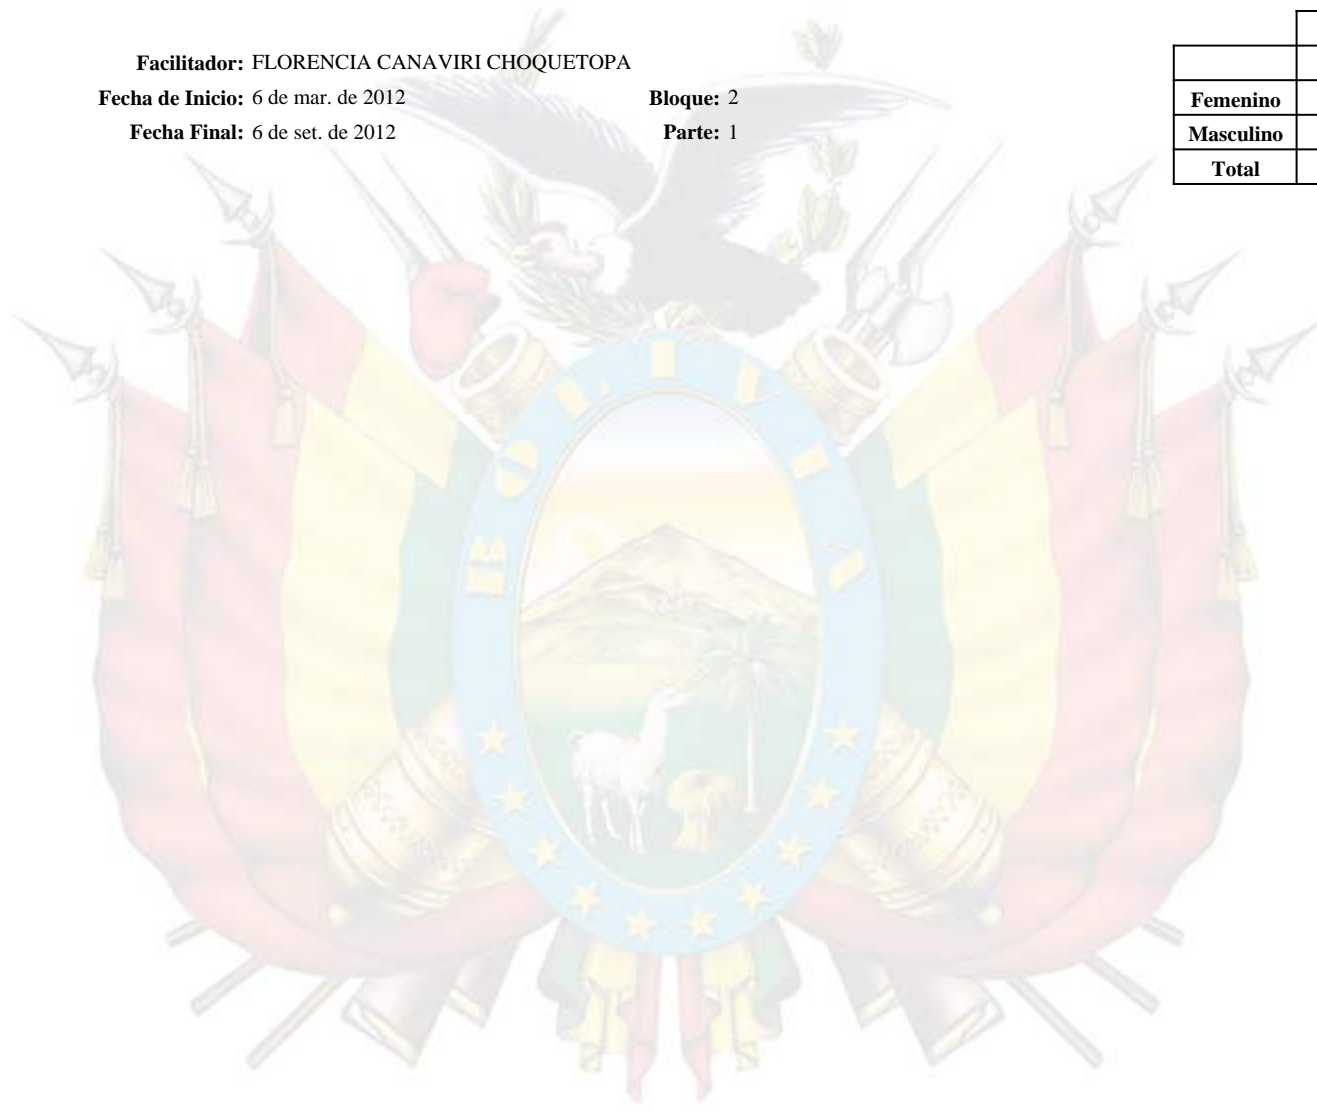 Facilitador: FLORENCIA CANAVIRI CHOQUETOPA
Fecha de Inicio: 6 de mar. de 2012 Bloque: 2
Fecha Final: 6 de set. de 2012 Parte: 1
Femenino
Masculino
Total
BOLIVIA